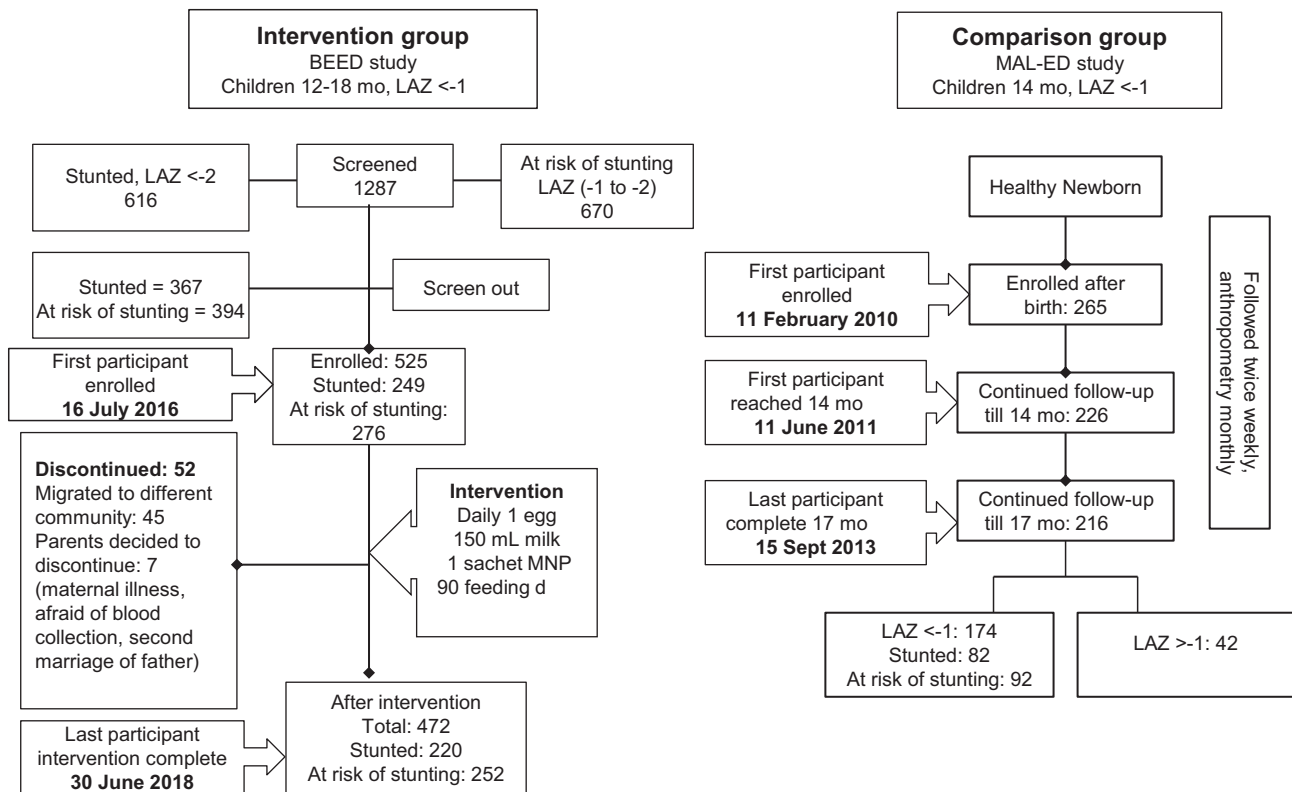 Intervention group
BEED study
Children 12-18 mo, LAZ <-1
Stunted, LAZ <-2
616
Screened
1287
At risk of stunting
LAZ (-1 to -2)
670
Stunted = 367
At risk of stunting = 394
Screen out
First participant
enrolled
16 July 2016
Enrolled: 525
Stunted: 249
At risk of stunting:
276
Discontinued: 52
Migrated to different
community: 45
Parents decided to
discontinue: 7
(maternal illness,
afraid of blood
collection, second
marriage of father)
Intervention
Daily 1 egg
150 mL milk
1 sachet MNP
90 feeding d
Last participant
intervention complete
30 June 2018
After intervention
Total: 472
Stunted: 220
At risk of stunting: 252
Comparison group
MAL-ED study
Children 14 mo, LAZ <-1
Healthy Newborn
First participant
enrolled
11 February 2010
Enrolled after
birth: 265
First participant
reached 14 mo
11 June 2011
Continued follow-up
till 14 mo: 226
Last participant
complete 17 mo
15 Sept 2013
Continued follow-up
till 17 mo: 216
Followed twice weekly,
anthropometry monthly
LAZ <-1: 174
Stunted: 82
At risk of stunting: 92
LAZ >-1: 42